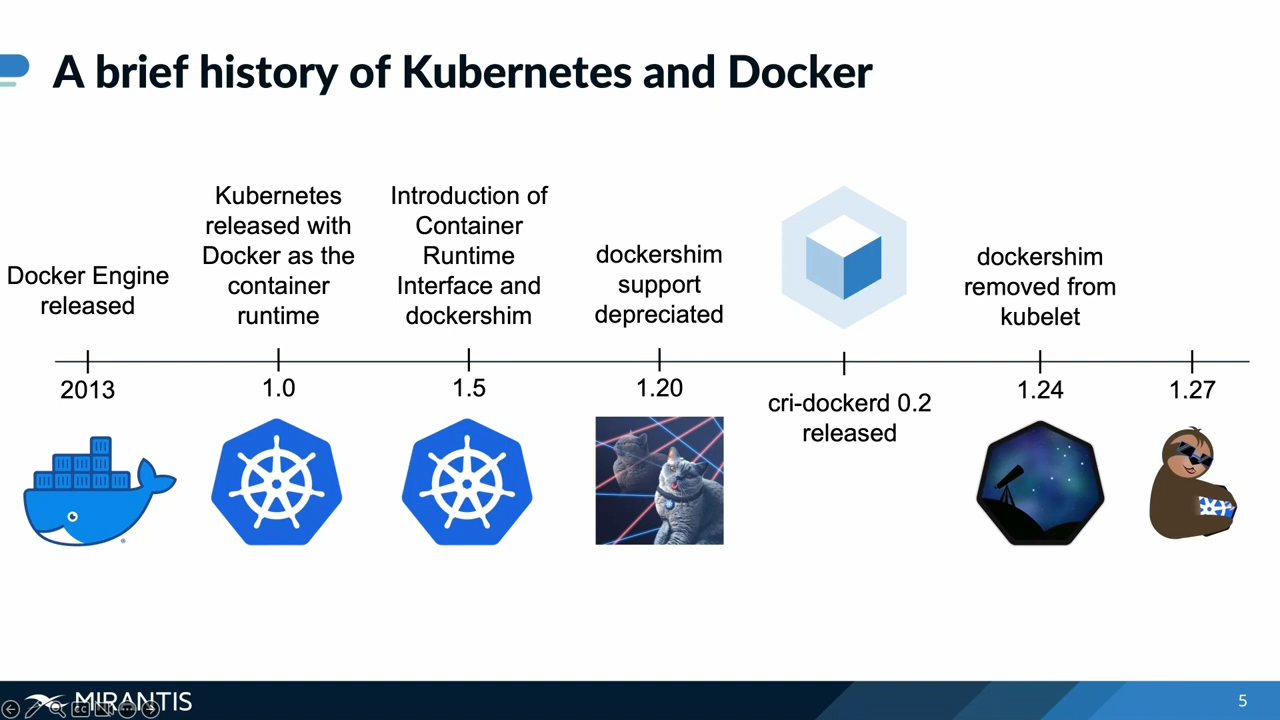 A brief history of Kubernetes and Docker
Docker Engine
released
Kubernetes
released with
Docker as the
container
runtime
Introduction of
Container
Runtime
Interface and
dockershim
dockershim
support
depreciated
dockershim
removed from
kubelet
2013
1.0
1.5
1.20
cri-dockerd 0.2
released
1.24
1.27
MIRANTIS
5